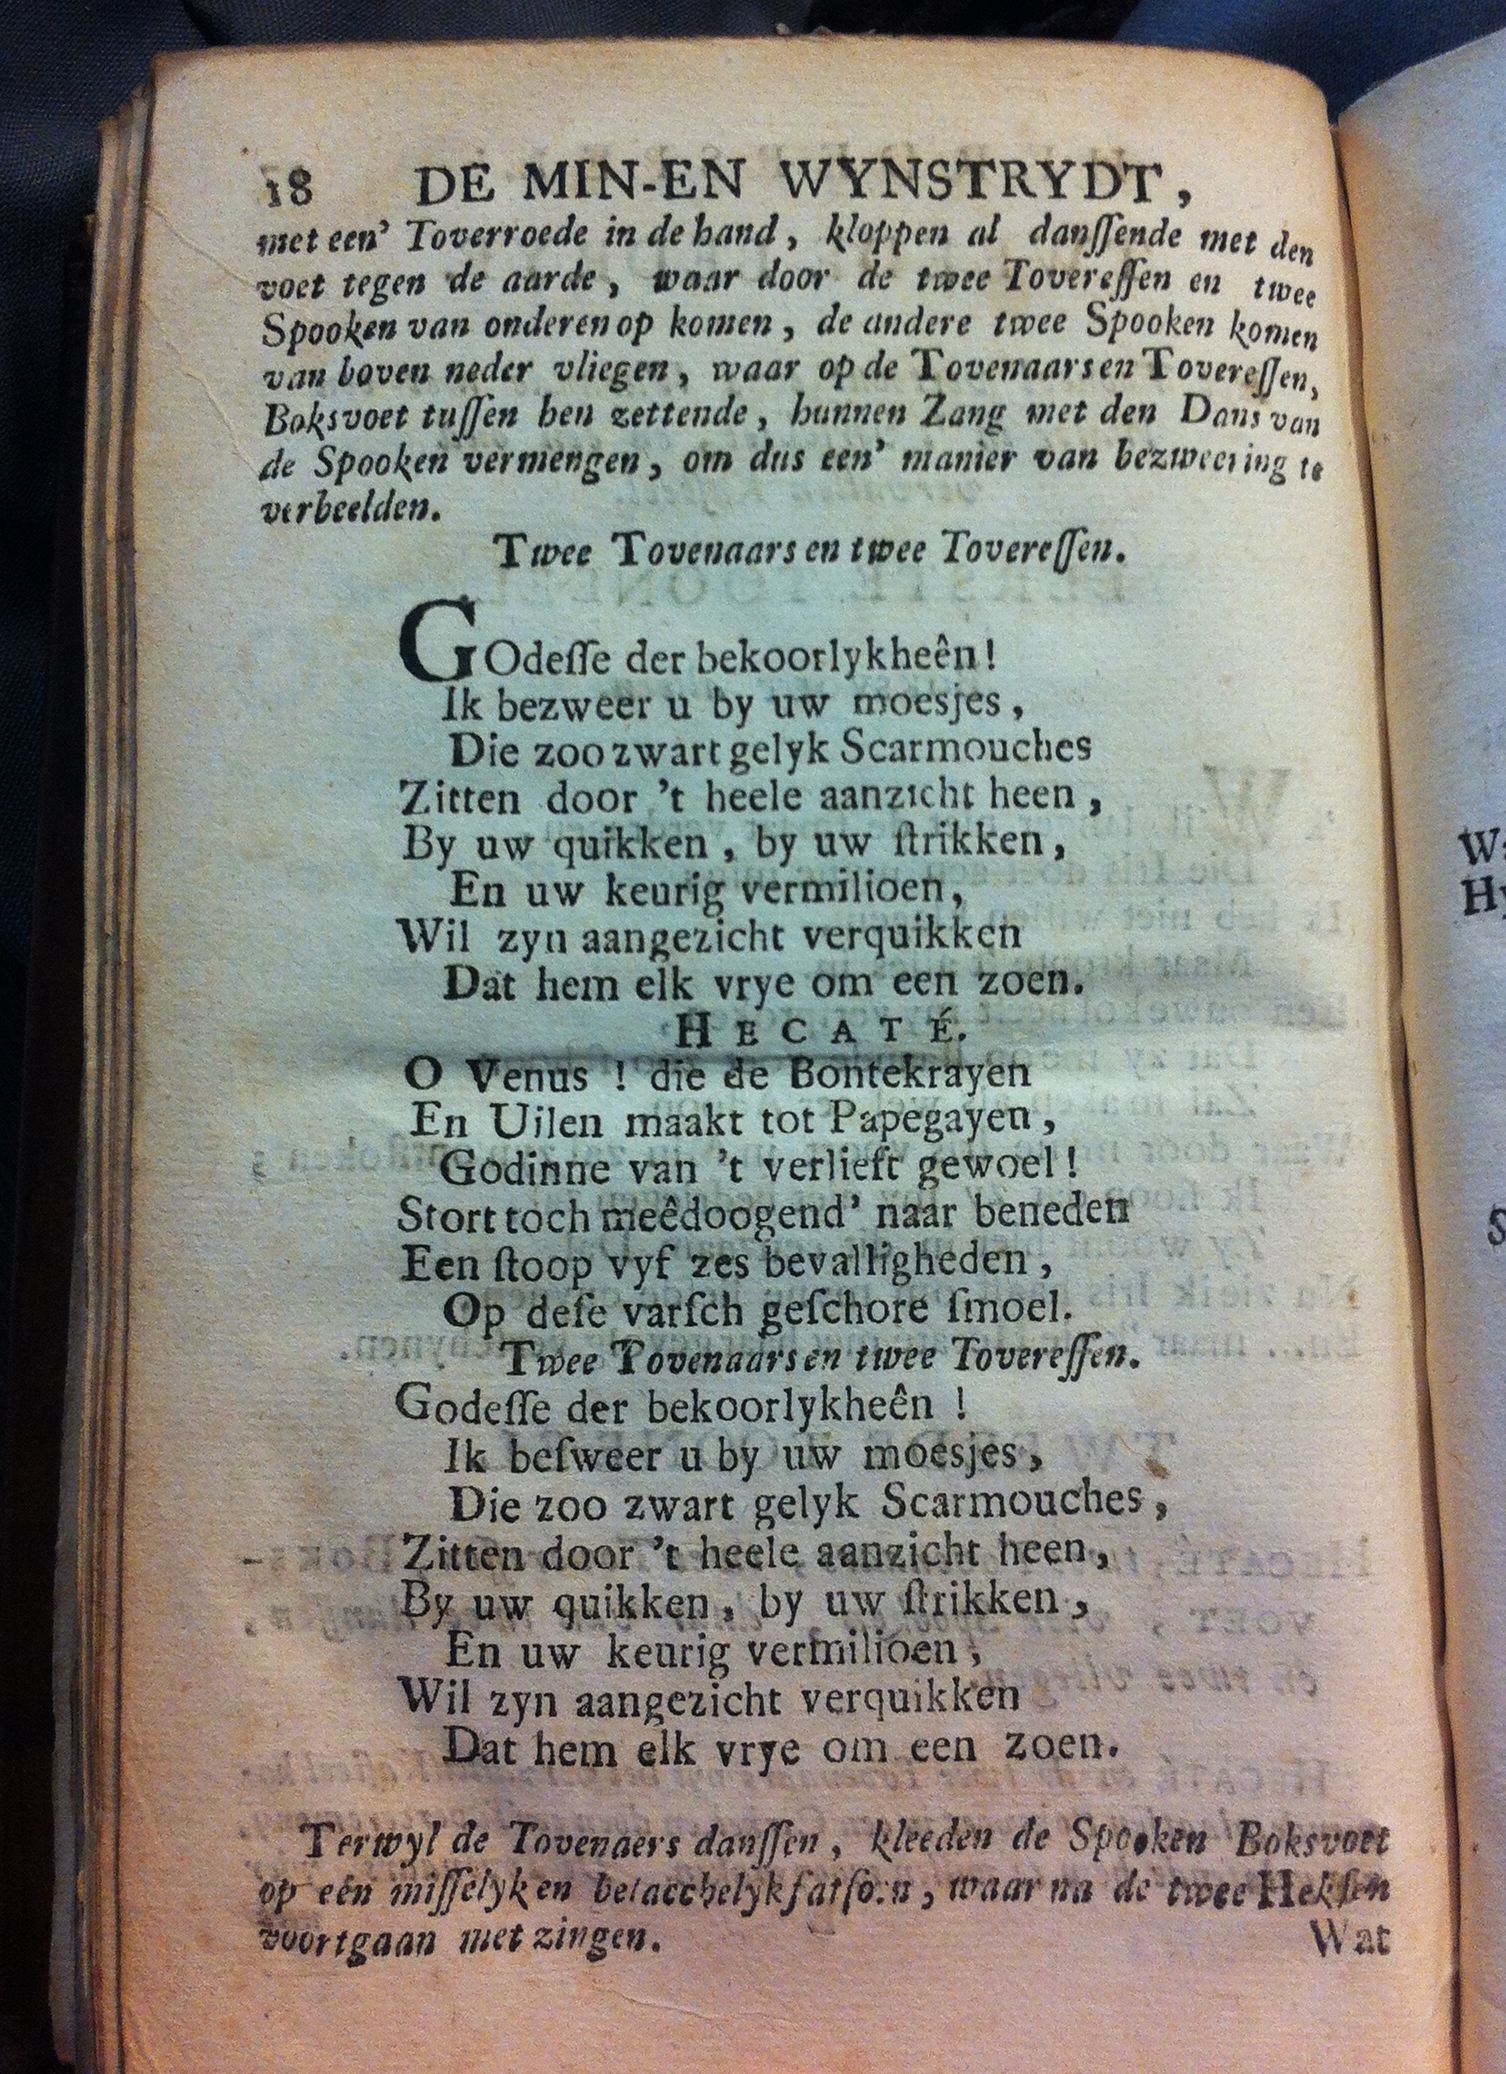 18 DE MIN-EN WYNSTRYDT,
met een' Toverroede in de hand, kloppen al danſſende met den
voet tegen de aarde, waar door de twee Tovereſſen en twee
Spooken van onderen op komen, de andere twee Spooken komen
van boven neder vliegen, waar op de Tovenaars en Tovereſſen,
Boksvoet tuſſen hen zettende, hunnen Zang met den Dans van
de Spooken vermengen, om dus een' manier van bezweering te
verbeelden.
Twee Tovenaars en twee Tovereſſen.
GOdeſſe der bekoorlykheên!
Ik bezweer u by uw moesjes,
Die zoo zwart gelyk Scarmouches
Zitten door 't heele aanzicht heen,
By uw quikken, by uw ſtrikken,
En uw keurig vermilioen,
Wil zyn aangezicht verquikken
Dat hem elk vrye om een zoen.
HECATÉ.
O Venus! die de Bontekrayen
En Uilen maakt tot Papegayen,
Godinne van 't verlieft gewoel!
Stort toch meêdoogend' naar beneden
Een ſtoop vyf zes bevalligheden,
Op deſe varſch geſchore ſmoel.
Twee Tovenaars en twee Tovereſſen.
Godeſſe der bekoorlykheên!
Ik beſweer u by uw moesjes,
Die zoo zwart gelyk Scarmouches,
Zitten door 't heele aanzicht heen,
By uw quikken, by uw ſtrikken,
En uw keurig vermilioen,
Wil zyn aangezicht verquikken
Dat hem elk vrye om een zoen.
Terwyl de Tovenaers danſſen, kleeden de Spooken Boksvoet
op eén miſſelyk en belacchelyk fatſoen, waar na de twee Hekſen
voortgaan met zingen.
Wat